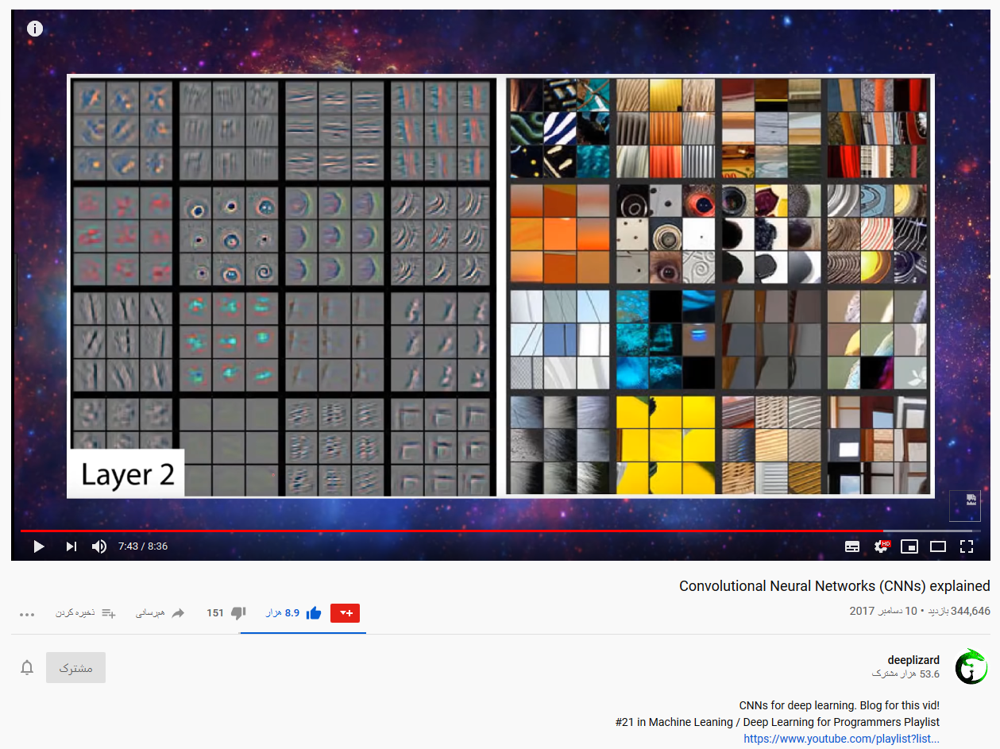 Layer 2
7:43 / 8:36
HD
Convolutional Neural Networks (CNNs) explained
344,646 بازدید • 10 دسامبر 2017
8.9 هزار
151
هم‌رسانی
ذخیره کردن
deeplizard
53.6 هزار مشترک
مشترک
CNNs for deep learning. Blog for this vid!
#21 in Machine Leaning / Deep Learning for Programmers Playlist
https://www.youtube.com/playlist?list...